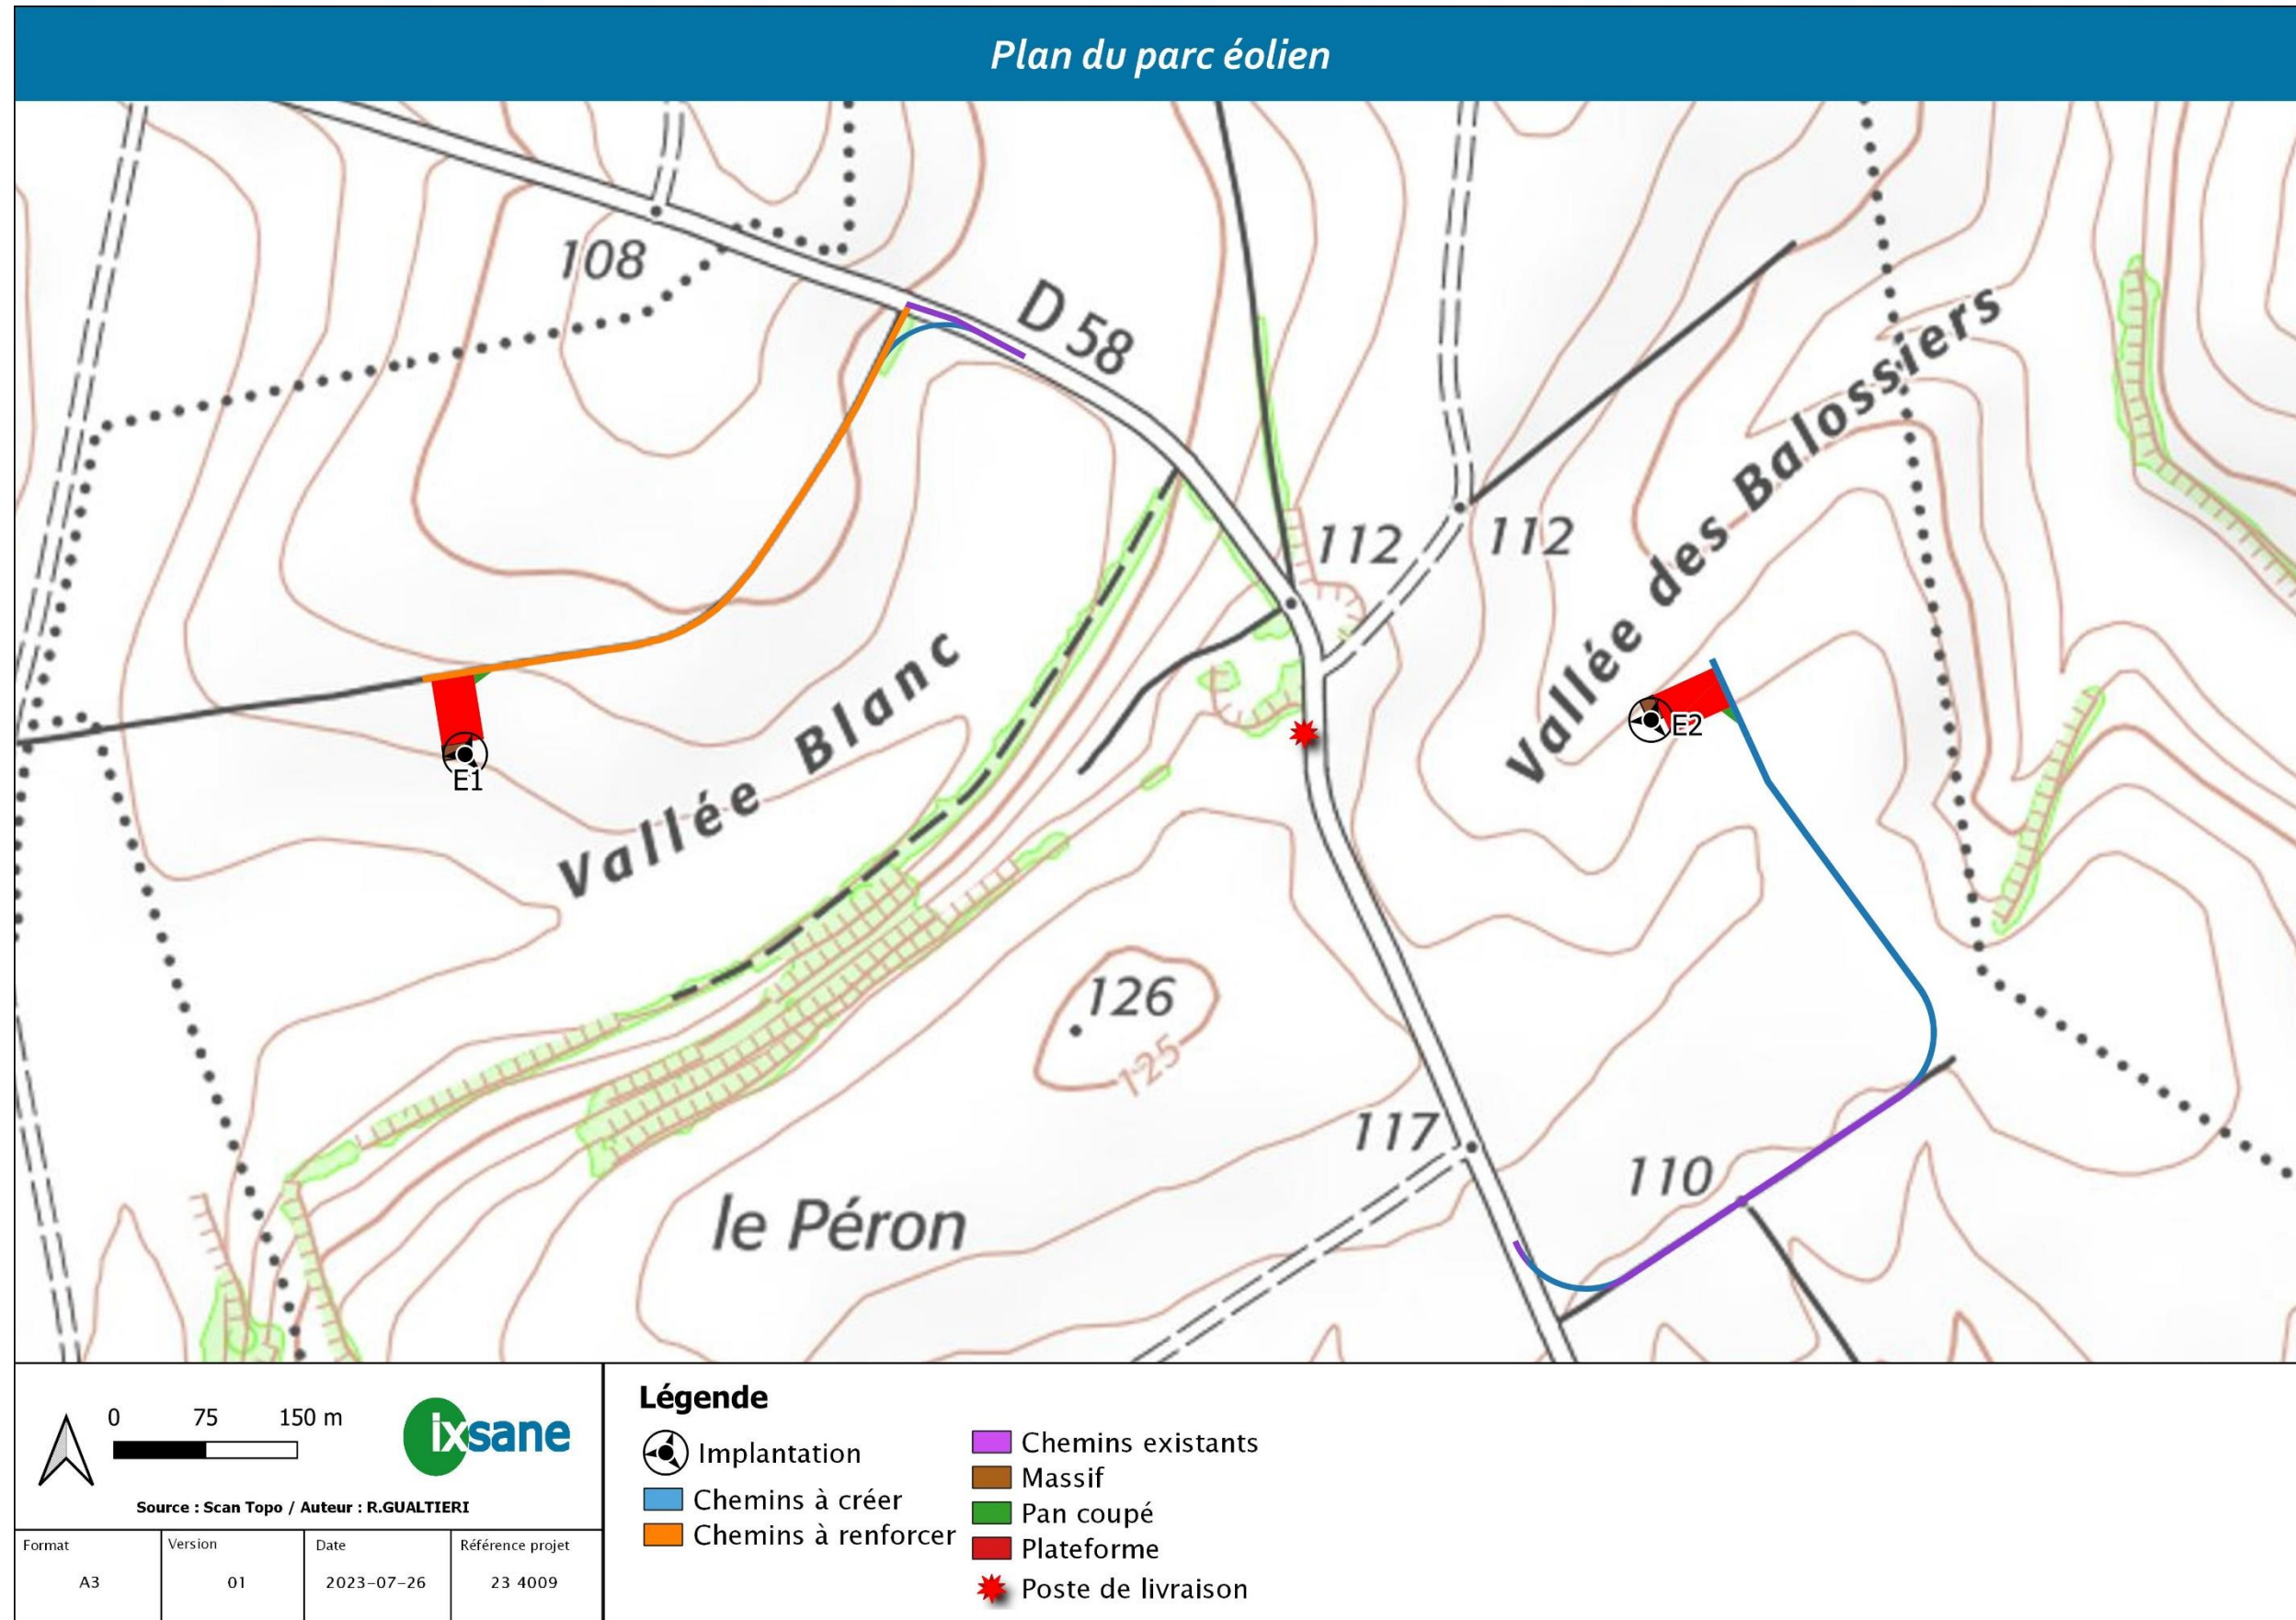 Plan du parc éolien
108
D 58
112
112
Vallée des Balossiers
E2
E1
Vallée Blanc
126
125
117
110
le Péron
0 75 150 m
ixsane
Source : Scan Topo / Auteur : R.GUALTIERI
Format Version Date Référence projet
A3 01 2023-07-26 23 4009
Légende
Implantation
Chemins à créer
Chemins à renforcer
Chemins existants
Massif
Pan coupé
Plateforme
Poste de livraison